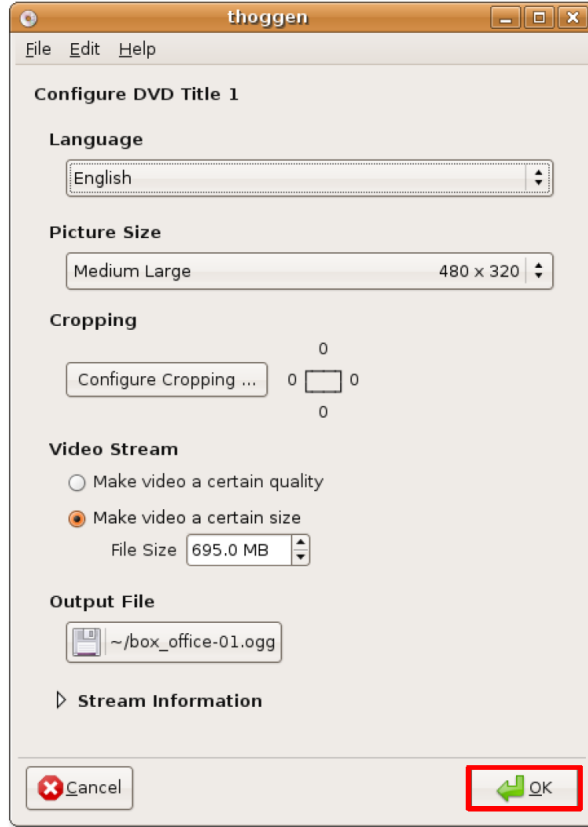 thoggen
File Edit Help
Configure DVD Title 1
Language
English
Picture Size
Medium Large 480 x 320
Cropping
0
Configure Cropping ... 0 0
0
Video Stream
Make video a certain quality
Make video a certain size
File Size 695.0 MB
Output File
~/box_office-01.ogg
Stream Information
Cancel OK